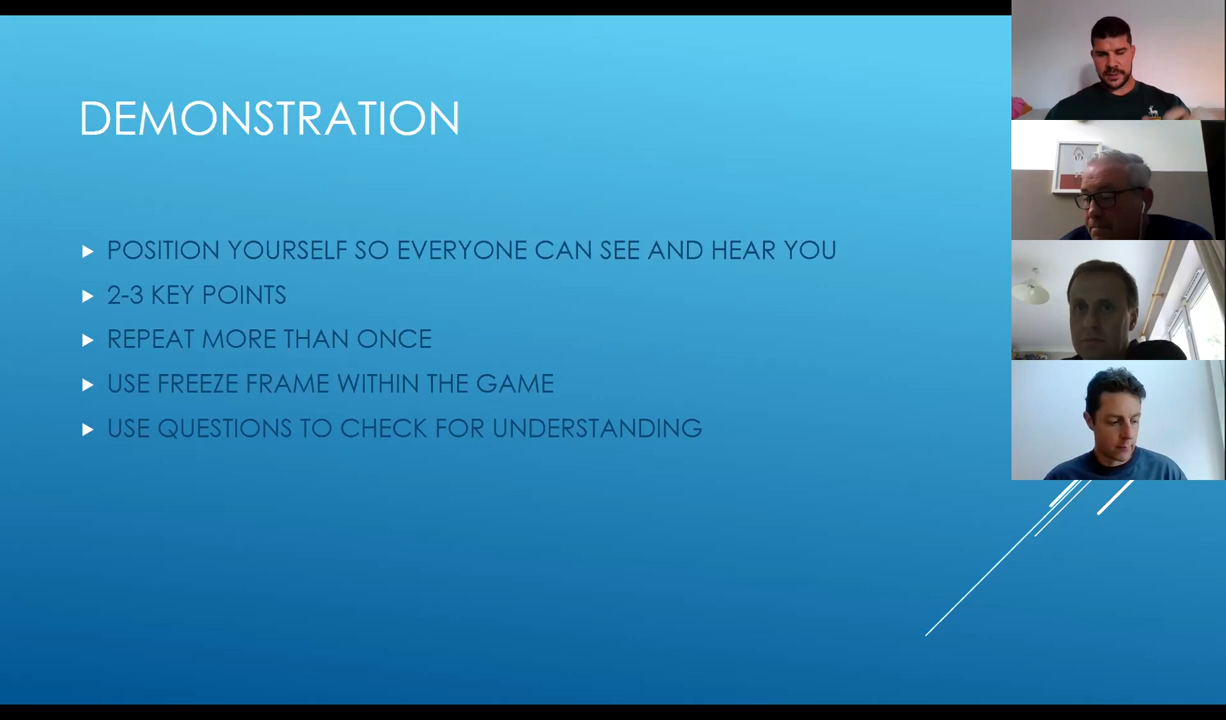 DEMONSTRATION
POSITION YOURSELF SO EVERYONE CAN SEE AND HEAR YOU
2-3 KEY POINTS
REPEAT MORE THAN ONCE
USE FREEZE FRAME WITHIN THE GAME
USE QUESTIONS TO CHECK FOR UNDERSTANDING